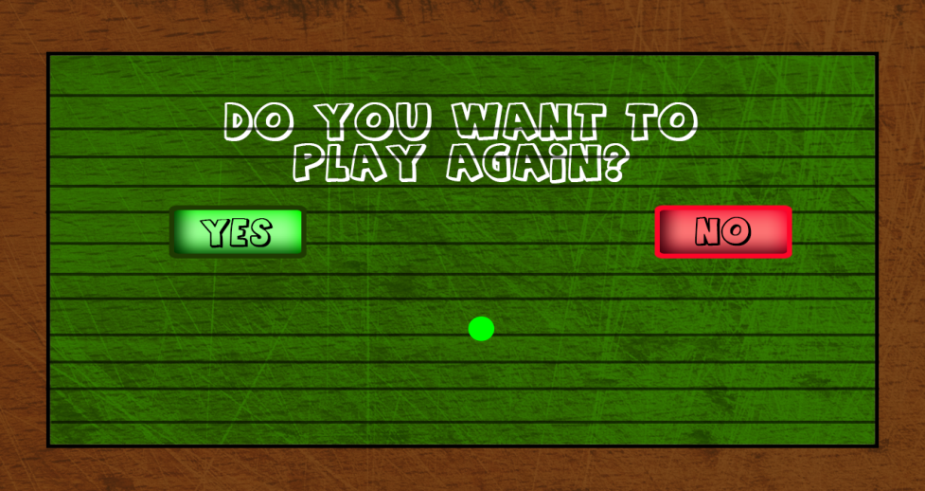 DO YOU WANT TO
PLAY AGAiN?
YES
NO